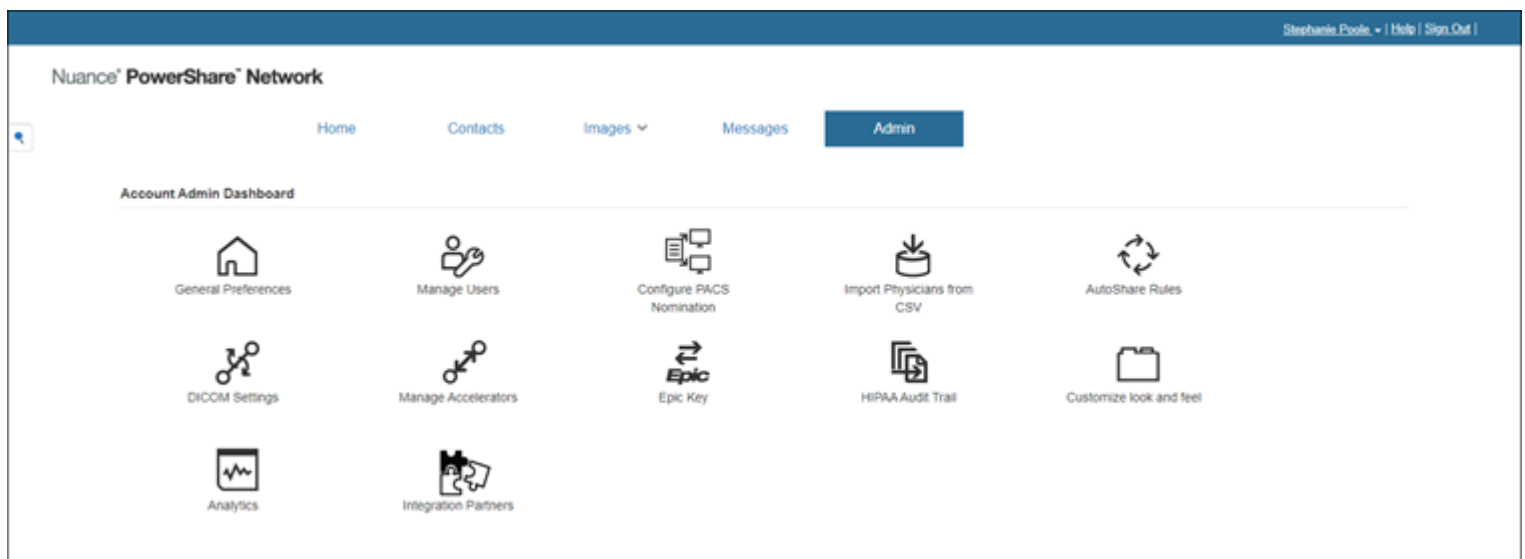 Stephanie Poole | Help | Sign Out |
Nuance® PowerShare™ Network
Home Contacts Images Messages Admin
Account Admin Dashboard
General Preferences
Manage Users
Configure PACS
Nomination
Import Physicians from
CSV
AutoShare Rules
DICOM Settings
Manage Accelerators
Epic
Epic Key
HIPAA Audit Trail
Customize look and feel
Analytics
Integration Partners